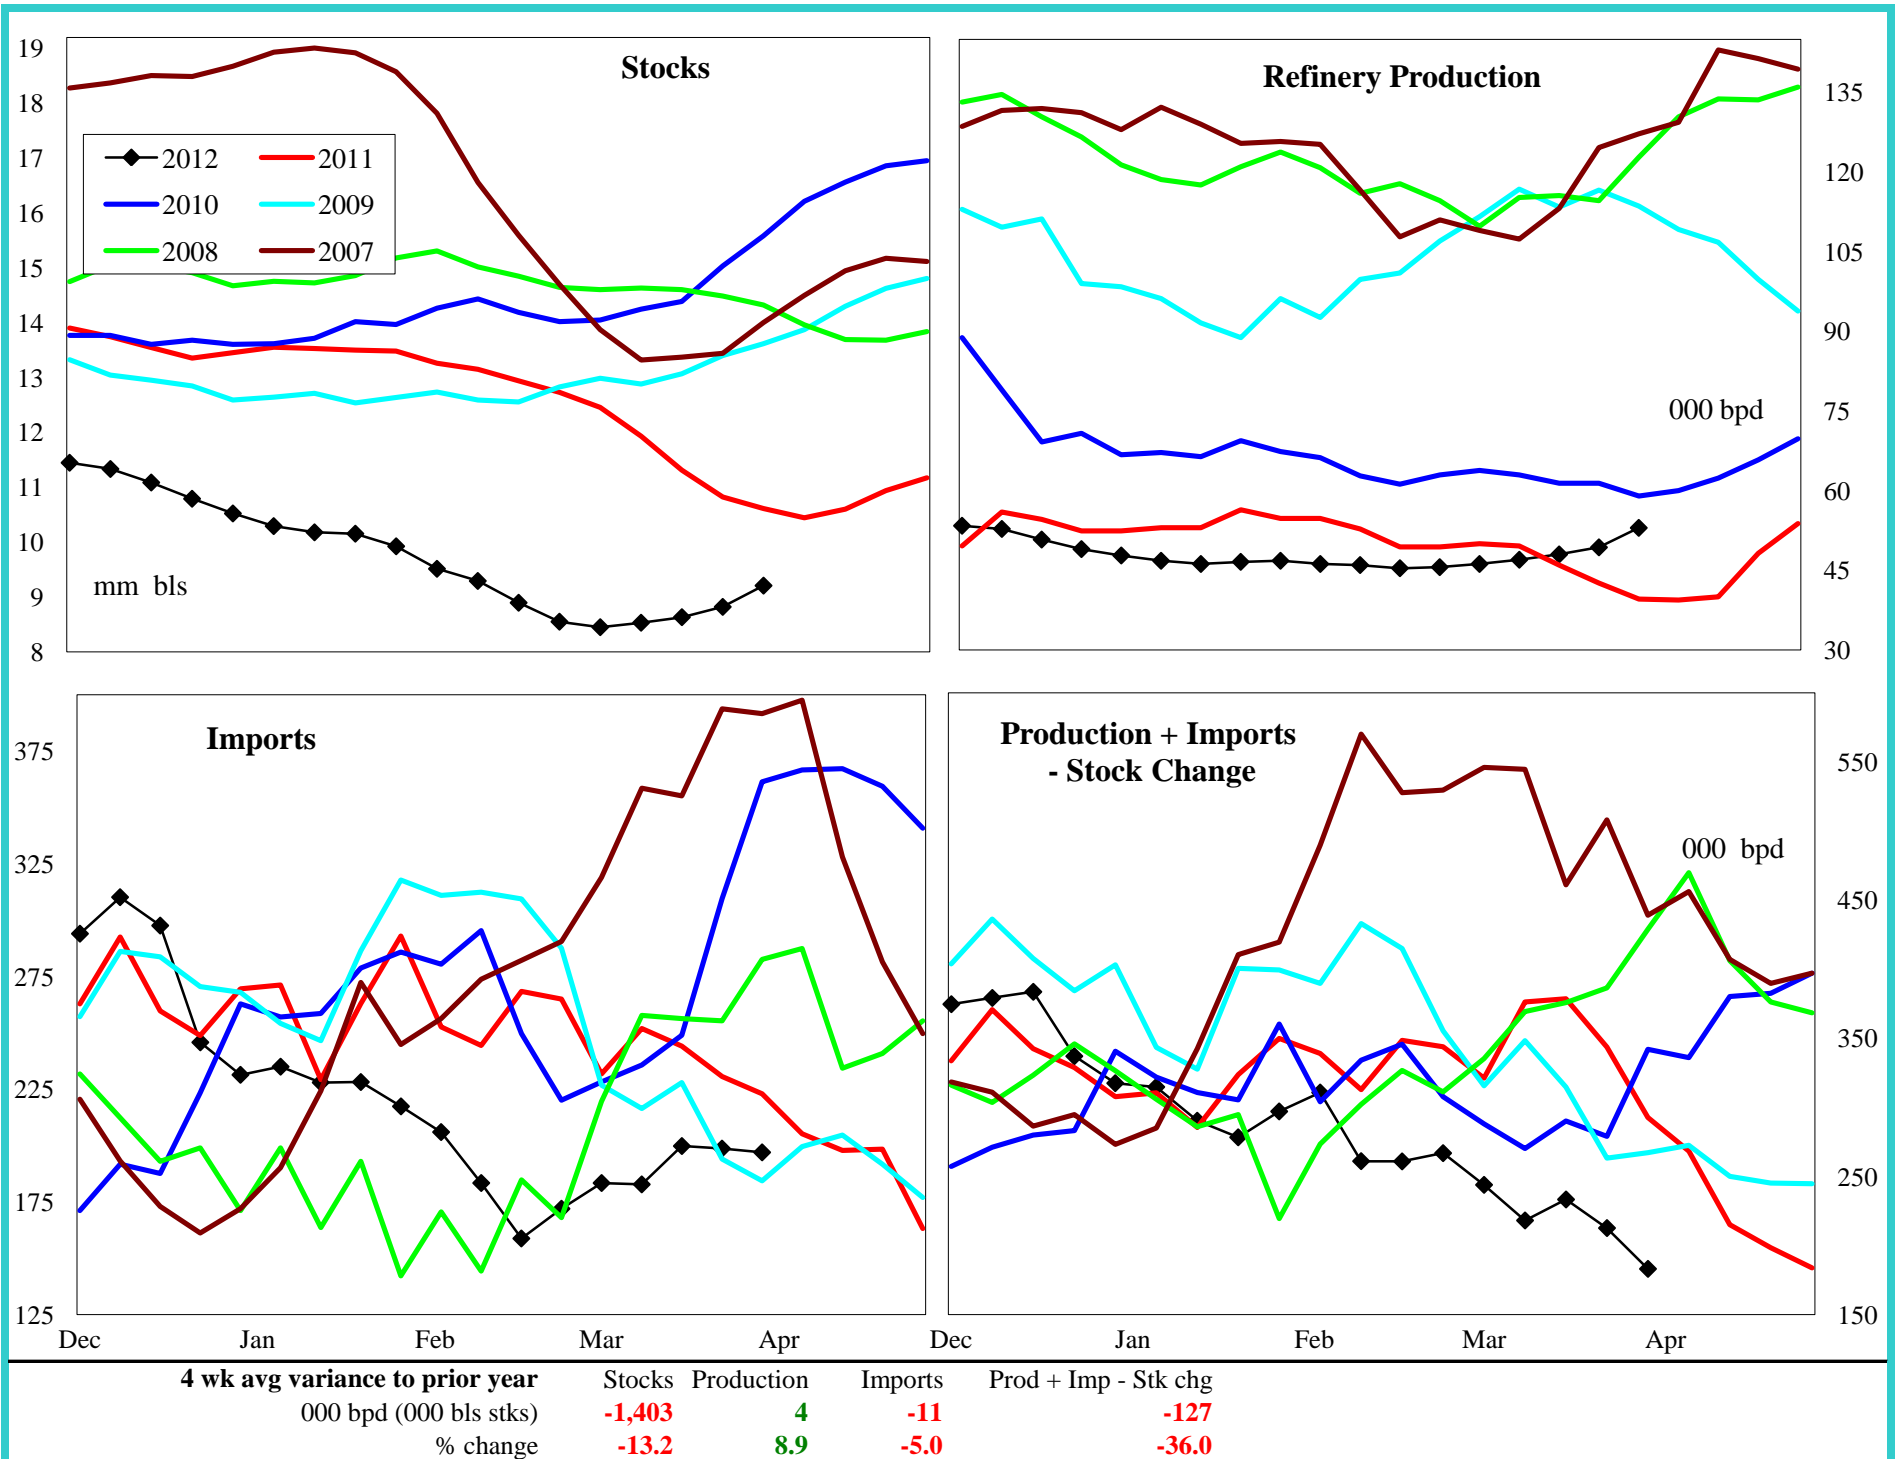 Stocks
19
18
17
16
15
14
13
12
11
10
9
8
2012 2011
2010 2009
2008 2007
mm bls
Refinery Production
000 bpd
135
120
105
90
75
60
45
30
Imports
375
325
275
225
175
125
Dec Jan Feb Mar Apr
Production + Imports
- Stock Change
000 bpd
550
450
350
250
150
Dec Jan Feb Mar Apr
4 wk avg variance to prior year Stocks Production Imports Prod + Imp - Stk chg
000 bpd (000 bls stks) -1,403 4 -11 -127
% change -13.2 8.9 -5.0 -36.0